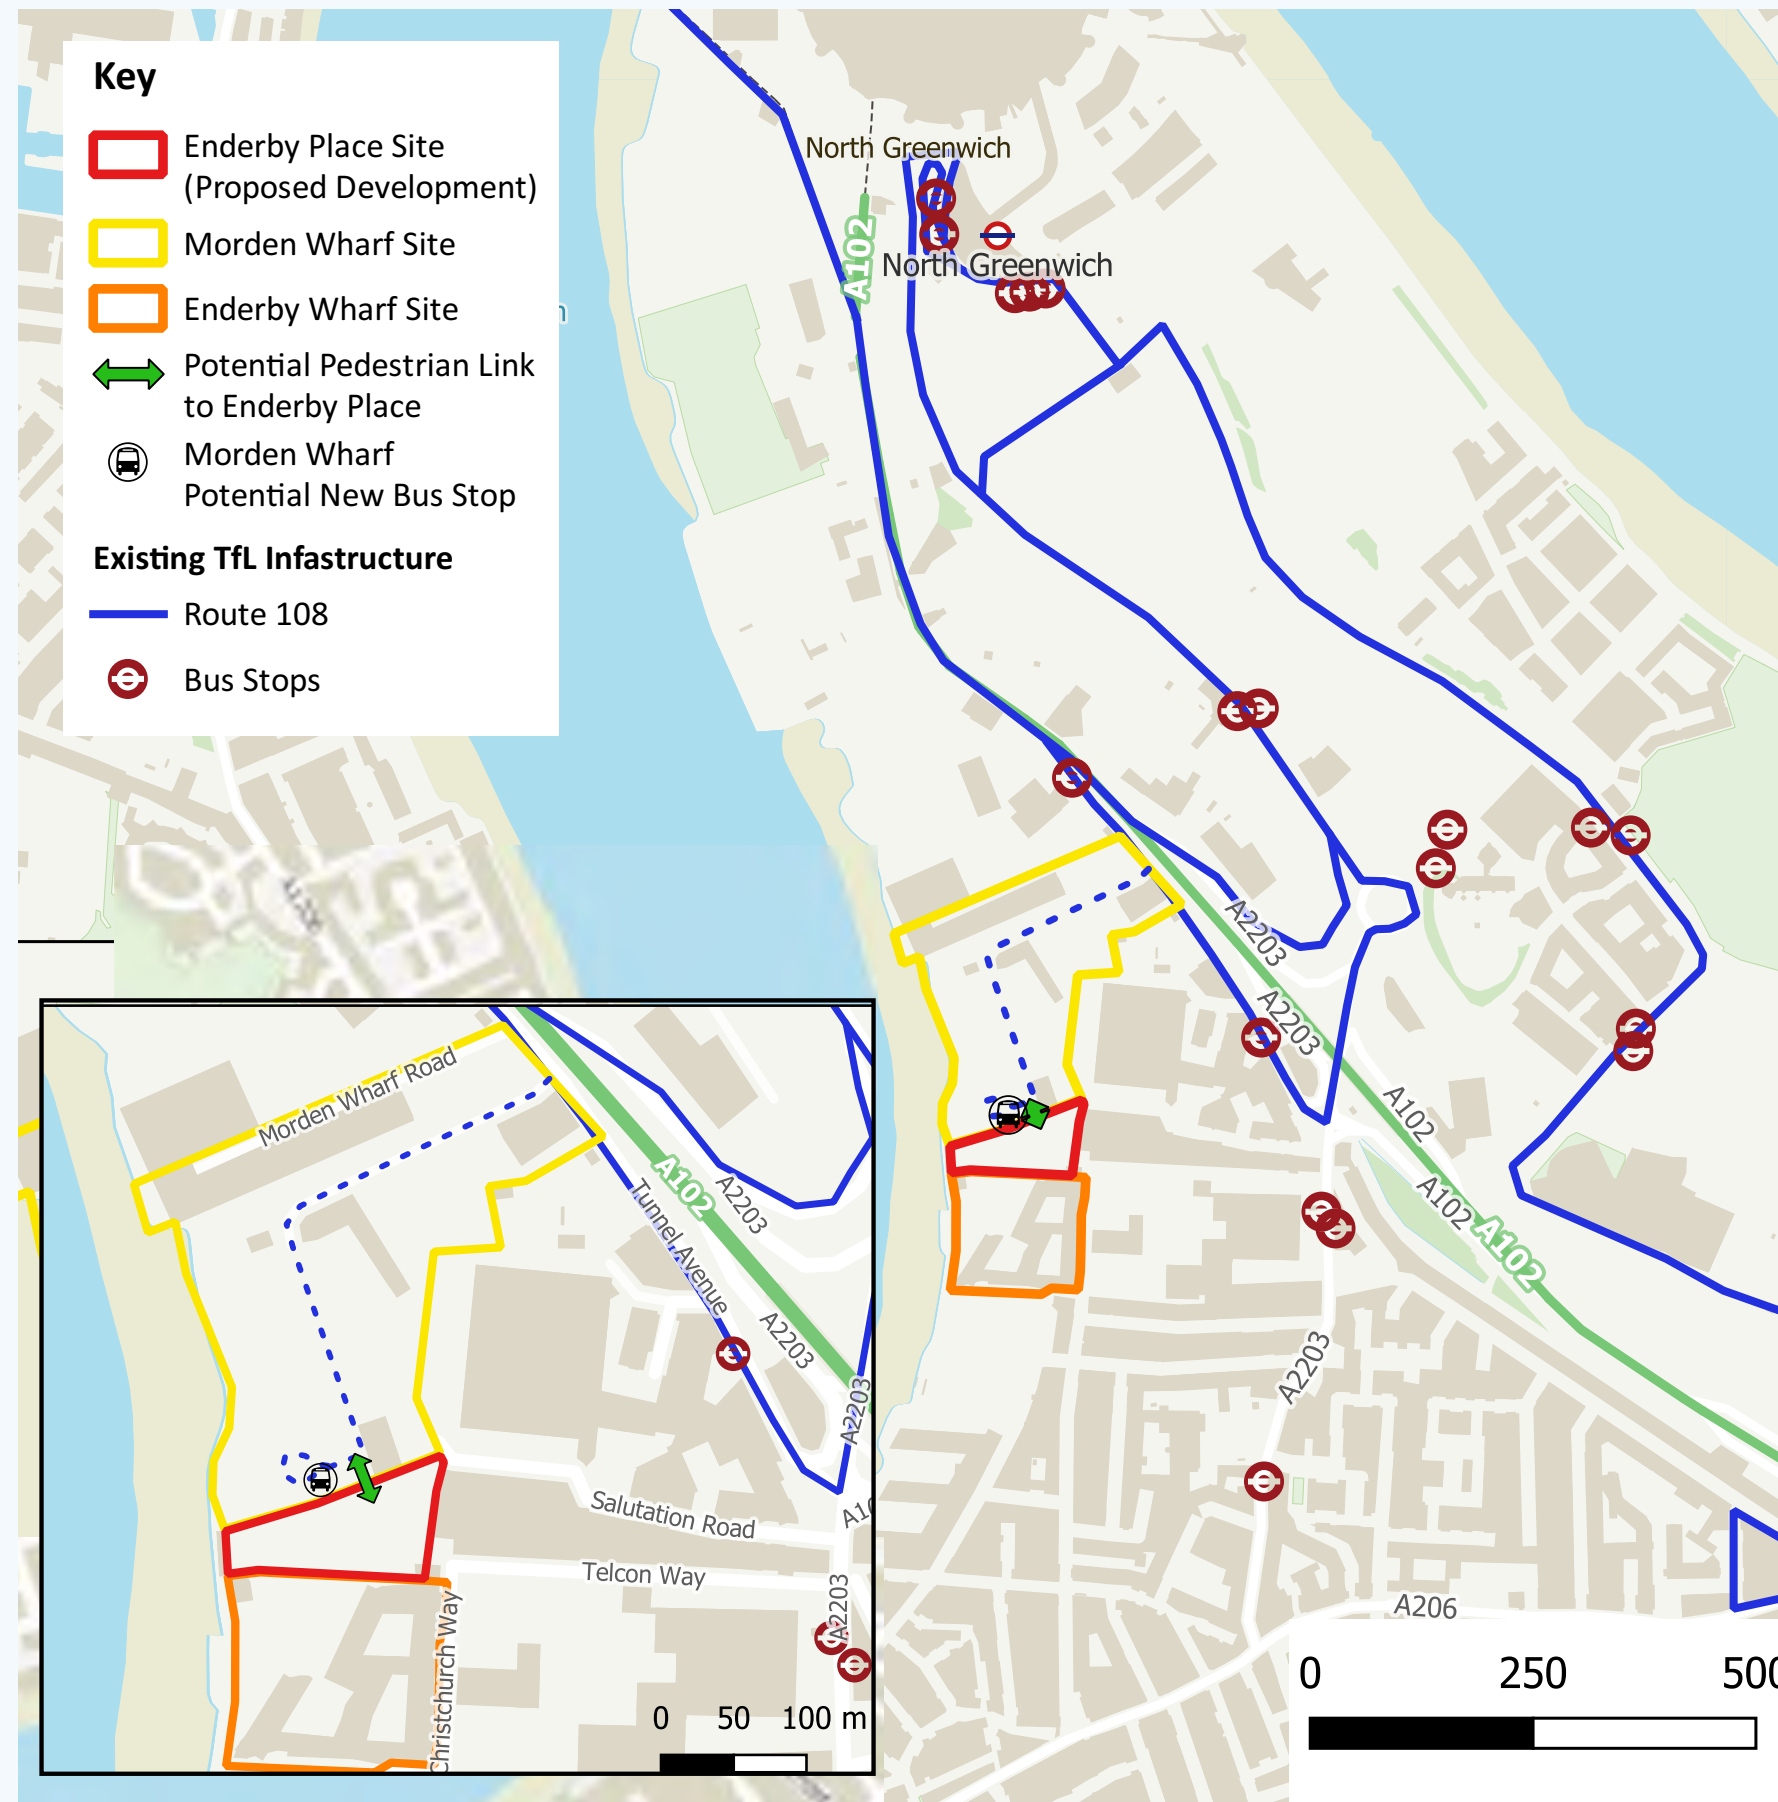 Key
Enderby Place Site
(Proposed Development)
Morden Wharf Site
Enderby Wharf Site
Potential Pedestrian Link
to Enderby Place
Morden Wharf
Potential New Bus Stop
Existing TfL Infastructure
Route 108
Bus Stops
North Greenwich
A102
North Greenwich
A2203
A2203
A102
A102
A102
A2203
A206
0 250 500
Morden Wharf Road
A102
A2203
Tunnel Avenue
A2203
A2203
Salutation Road
Telcon Way
A2203
Christchurch Way
0 50 100 m